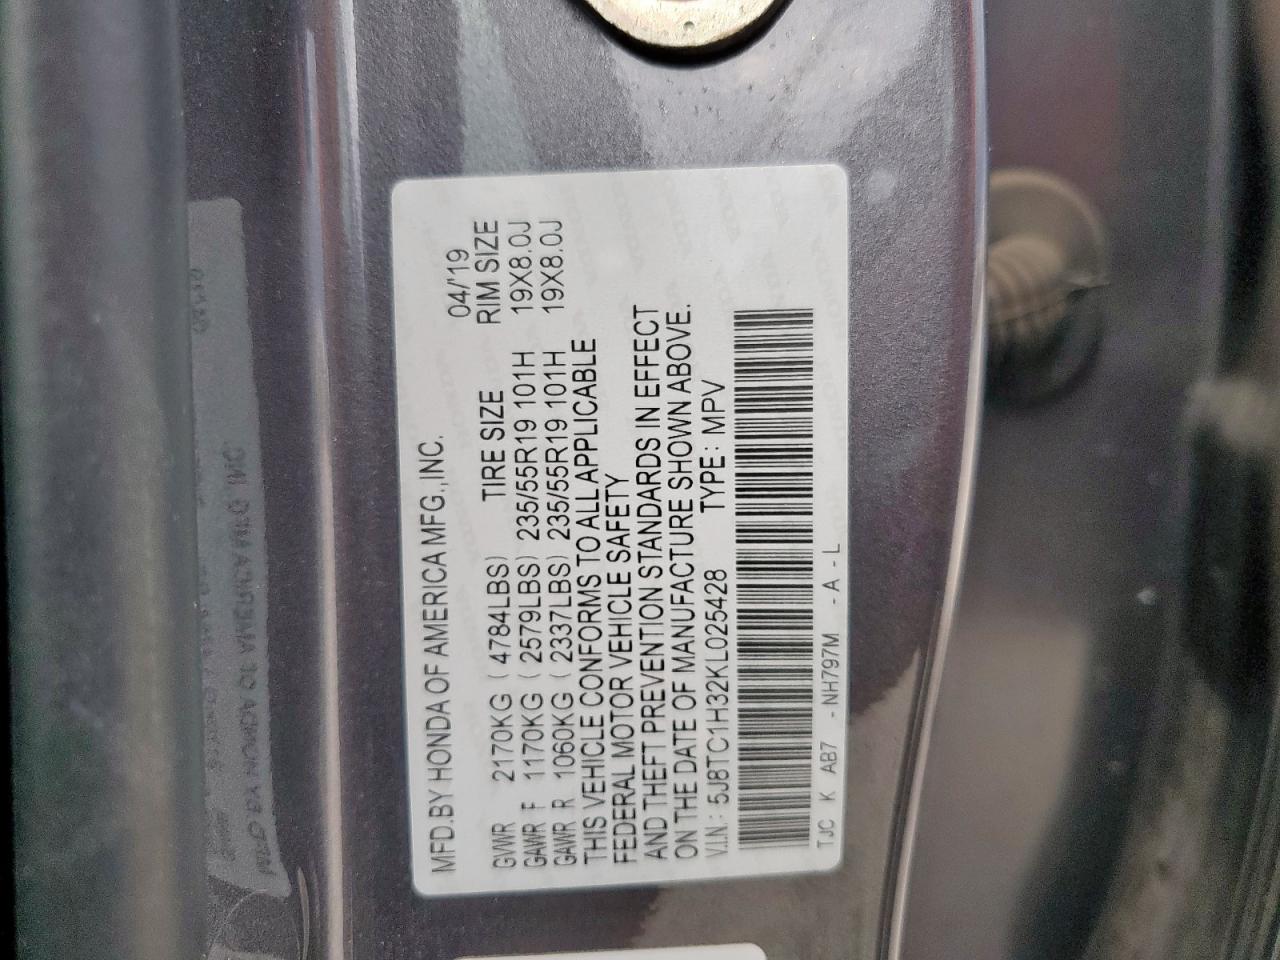 MFD.BY HONDA OF AMERICA MFG.,INC. 04/'19
GVWR 2170KG ( 4784LBS) TIRE SIZE RIM SIZE
GAWR F 1170KG ( 2579LBS) 235/55R19 101H 19X8.0J
GAWR R 1060KG ( 2337LBS) 235/55R19 101H 19X8.0J
THIS VEHICLE CONFORMS TO ALL APPLICABLE
FEDERAL MOTOR VEHICLE SAFETY
AND THEFT PREVENTION STANDARDS IN EFFECT
ON THE DATE OF MANUFACTURE SHOWN ABOVE.
V.I.N: 5J8TC1H32KL025428 TYPE: MPV
TJC K AB7 -NH797M -A-L